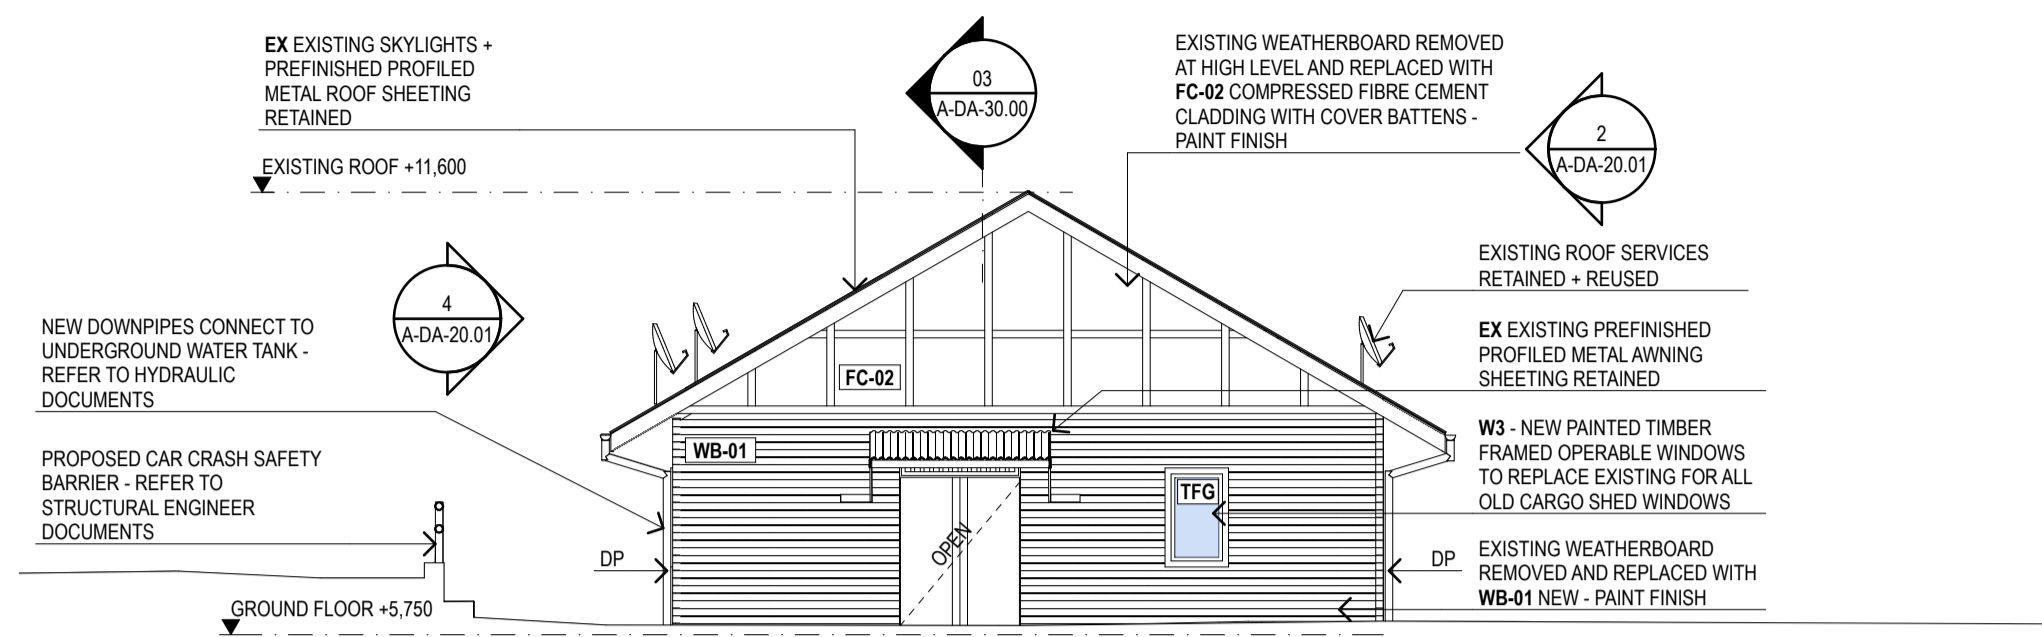 EX EXISTING SKYLIGHTS +
PREFINISHED PROFILED
METAL ROOF SHEETING
RETAINED
EXISTING ROOF +11,600
03
A-DA-30.00
EXISTING WEATHERBOARD REMOVED
AT HIGH LEVEL AND REPLACED WITH
FC-02 COMPRESSED FIBRE CEMENT
CLADDING WITH COVER BATTENS -
PAINT FINISH
2
A-DA-20.01
4
A-DA-20.01
NEW DOWNPIPES CONNECT TO
UNDERGROUND WATER TANK -
REFER TO HYDRAULIC
DOCUMENTS
PROPOSED CAR CRASH SAFETY
BARRIER - REFER TO
STRUCTURAL ENGINEER
DOCUMENTS
GROUND FLOOR +5,750
DP
FC-02
WB-01
OPEN
TFG
DP
EXISTING ROOF SERVICES
RETAINED + REUSED
EX EXISTING PREFINISHED
PROFILED METAL AWNING
SHEETING RETAINED
W3 - NEW PAINTED TIMBER
FRAMED OPERABLE WINDOWS
TO REPLACE EXISTING FOR ALL
OLD CARGO SHED WINDOWS
EXISTING WEATHERBOARD
REMOVED AND REPLACED WITH
WB-01 NEW - PAINT FINISH